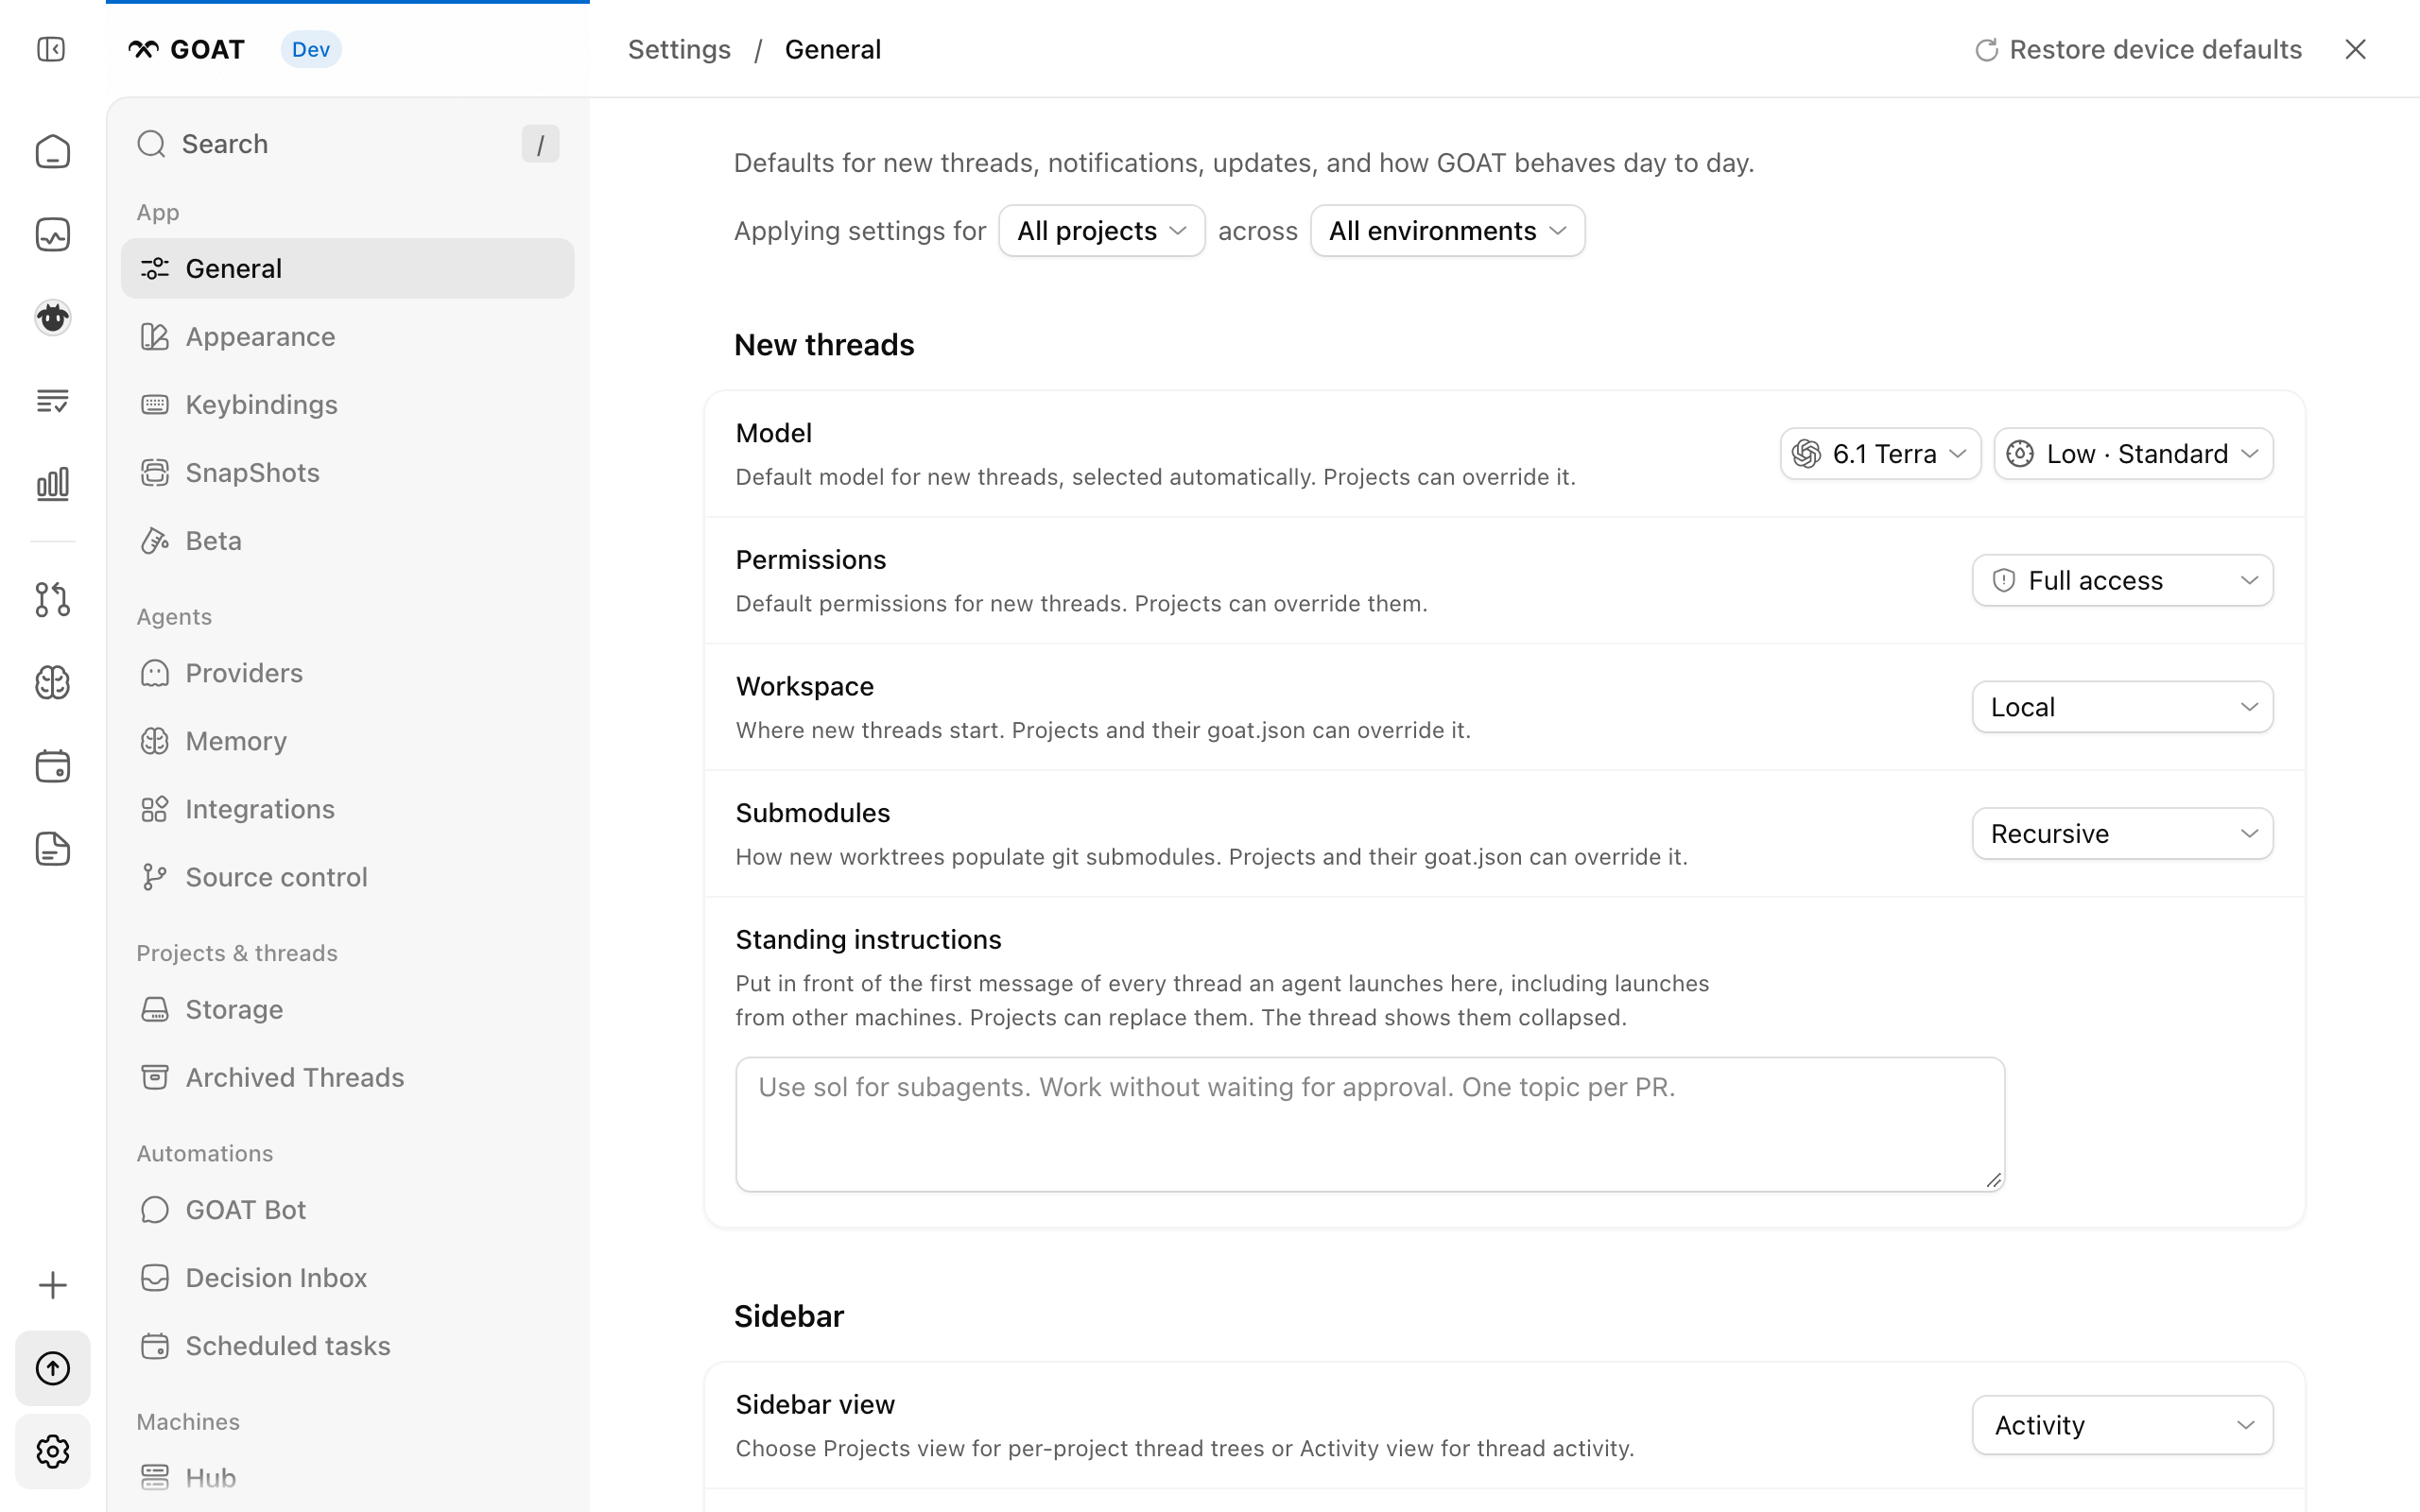 GOAT
Dev
Settings / General
Restore device defaults
Search
/
App
General
Appearance
Keybindings
SnapShots
Beta
Agents
Providers
Memory
Integrations
Source control
Projects & threads
Storage
Archived Threads
Automations
GOAT Bot
Decision Inbox
Scheduled tasks
Machines
Hub
Defaults for new threads, notifications, updates, and how GOAT behaves day to day.
Applying settings for All projects across All environments
New threads
Model
Default model for new threads, selected automatically. Projects can override it.
6.1 Terra
Low · Standard
Permissions
Default permissions for new threads. Projects can override them.
Full access
Workspace
Where new threads start. Projects and their goat.json can override it.
Local
Submodules
How new worktrees populate git submodules. Projects and their goat.json can override it.
Recursive
Standing instructions
Put in front of the first message of every thread an agent launches here, including launches
from other machines. Projects can replace them. The thread shows them collapsed.
Use sol for subagents. Work without waiting for approval. One topic per PR.
Sidebar
Sidebar view
Choose Projects view for per-project thread trees or Activity view for thread activity.
Activity